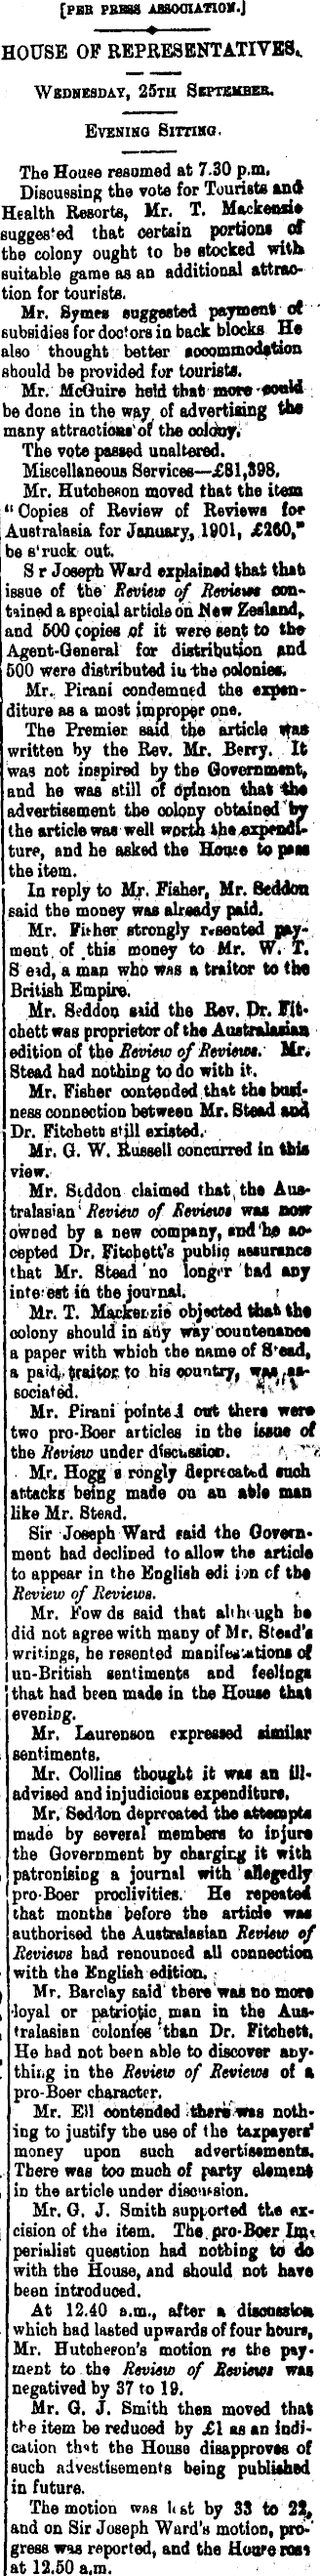 [PER PRESS ASSOCIATION.]
HOUSE OF REPRESENTATIVES.
WEDNESDAY, 25TH SEPTEMBER.
EVENING SITTING.
The House resumed at 7.30 p.m.
Discussing the vote for Tourists and
Health Resorts, Mr. T. Mackenzie
suggested that certain portions of
the colony ought to be stocked with
suitable game as an additional attrac-
tion for tourists.
Mr. Symes suggested payment of
subsidies for doctors in back blocks He
also thought better accommodation
should be provided for tourists.
Mr. McGuire held that more could
be done in the way of advertising the
many attractions of the colony.
The vote passed unaltered.
Miscellaneous Services—£81,398.
Mr. Hutcheson moved that the item
"Copies of Review of Reviews for
Australasia for January, 1901, £260,"
be s'ruck out.
S r Joseph Ward explained that that
issue of the Review of Reviews con-
tained a special article on New Zealand,
and 500 copies of it were sent to the
Agent-General for distribution and
500 were distributed in the colonies.
Mr. Pirani condemned the expen-
diture as a most improper one.
The Premier said the article was
written by the Rev. Mr. Berry. It
was not inspired by the Government,
and he was still of opinion that the
advertisement the colony obtained by
the article was well worth the expendi-
ture, and he asked the House to pass
the item.
In reply to Mr. Fisher, Mr. Seddon
said the money was already paid.
Mr. Fisher strongly resented pay-
ment of this money to Mr. W. T.
S ead, a man who was a traitor to the
British Empire.
Mr. Seddon said the Rev. Dr. Fit-
chett was proprietor of the Australasian
edition of the Review of Reviews. Mr.
Stead had nothing to do with it.
Mr. Fisher contended that the busi-
ness connection between Mr. Stead and
Dr. Fitchett still existed.
Mr. G. W. Russell concurred in this
view.
Mr. Seddon claimed that the Aus-
tralasian Review of Reviews was now
owned by a new company, and he ac-
cepted Dr. Fitchett's public assurance
that Mr. Stead no longer had any
interest in the journal.
Mr. T. Mackenzie objected that the
colony should in any way countenance
a paper with which the name of S'ead,
a paid traitor to his country, was as-
sociated.
Mr. Pirani pointed out there were
two pro-Boer articles in the issue of
the Review under discussion.
Mr. Hogg s rongly deprecated such
attacks being made on an able man
like Mr. Stead.
Sir Joseph Ward said the Govern-
ment had declined to allow the article
to appear in the English edi ion of the
Review of Reviews.
Mr. Fow ds said that although he
did not agree with many of Mr. Stead's
writings, he resented manifestations of
un-British sentiments and feelings
that had been made in the House that
evening.
Mr. Laurenson expressed similar
sentiments.
Mr. Collins thought it was an ill-
advised and injudicious expenditure.
Mr. Seddon deprecated the attempts
made by several members to injure
the Government by charging it with
patronising a journal with allegedly
pro-Boer proclivities. He repeated
that months before the article was
authorised the Australasian Review of
Reviews had renounced all connection
with the English edition.
Mr. Barclay said there was no more
loyal or patriotic man in the Aus-
tralasian colonies than Dr. Fitchett.
He had not been able to discover any-
thing in the Review of Reviews of a
pro-Boer character.
Mr. Ell contended there was noth-
ing to justify the use of the taxpayers'
money upon such advertisements.
There was too much of party element
in the article under discussion.
Mr. G. J. Smith supported the ex-
cision of the item. The pro-Boer Im-
perialist question had nothing to do
with the House, and should not have
been introduced.
At 12.40 a.m., after a discussion
which had lasted upwards of four hours,
Mr. Hutcheson's motion re the pay-
ment to the Review of Reviews was
negatived by 37 to 19.
Mr. G. J. Smith then moved that
the item be reduced by £1 as an indi-
cation that the House disapproves of
such advestisements being published
in future.
The motion was lost by 33 to 22,
and on Sir Joseph Ward's motion, pro-
gress was reported, and the House rose
at 12.50 a.m.